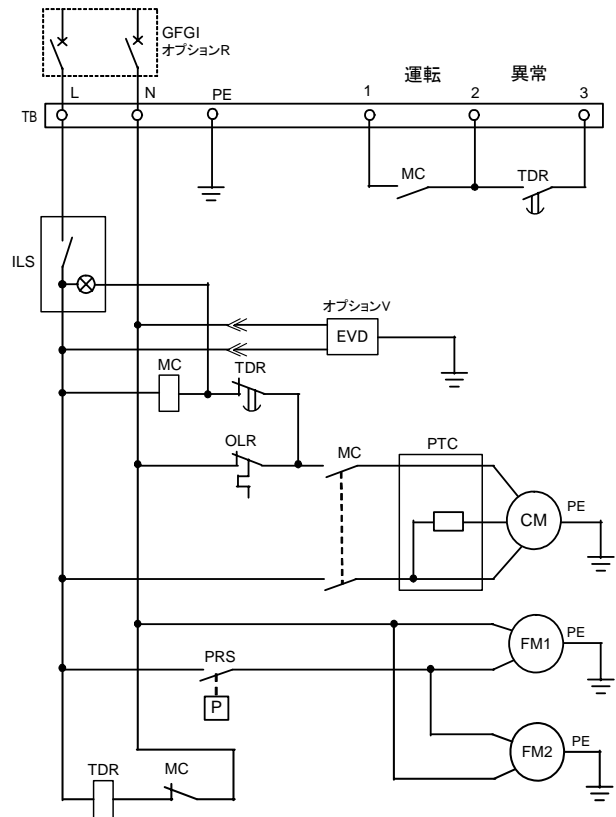 GFGI
オプションR
運転 異常
L N PE 1 2 3
TB
MC TDR
ILS
オプションV
EVD
MC TDR
OLR MC PTC
CM PE
FM1 PE
PRS
P
FM2 PE
TDR MC